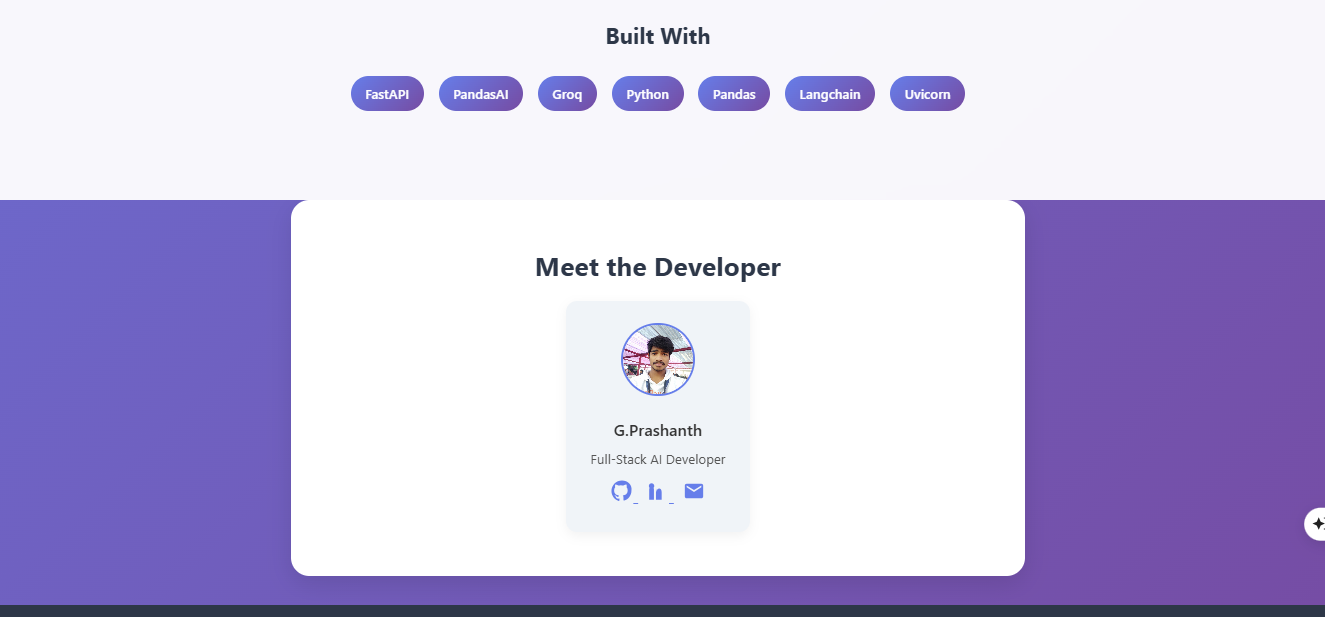 Built With
FastAPI PandasAI Groq Python Pandas Langchain Uvicorn
Meet the Developer
G.Prashanth
Full-Stack AI Developer